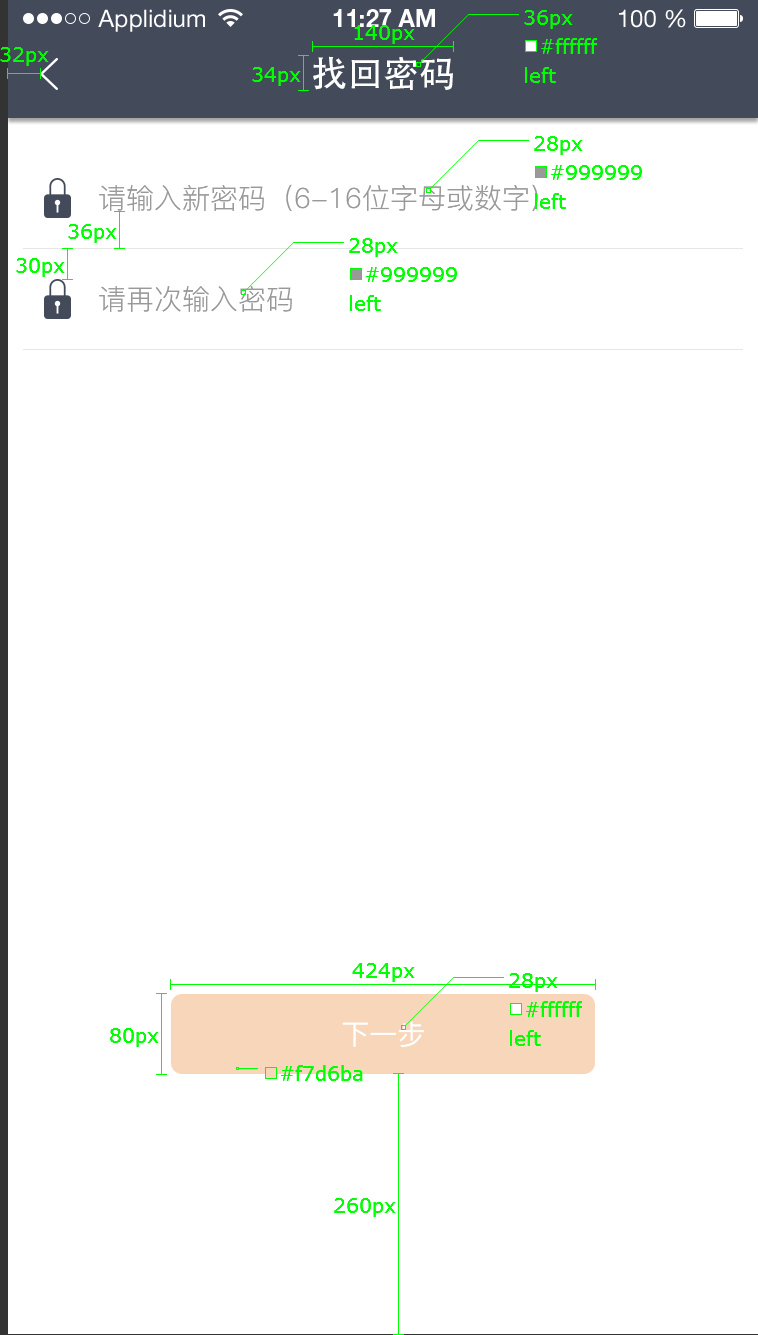 Applidium 11:27 AM 100 %
36px
140px
#ffffff
32px
34px
找回密码
left
28px
#999999
请输入新密码（6-16位字母或数字）
left
36px
28px
30px
#999999
请再次输入密码
left
424px
28px
#ffffff
80px
下一步
left
#f7d6ba
260px